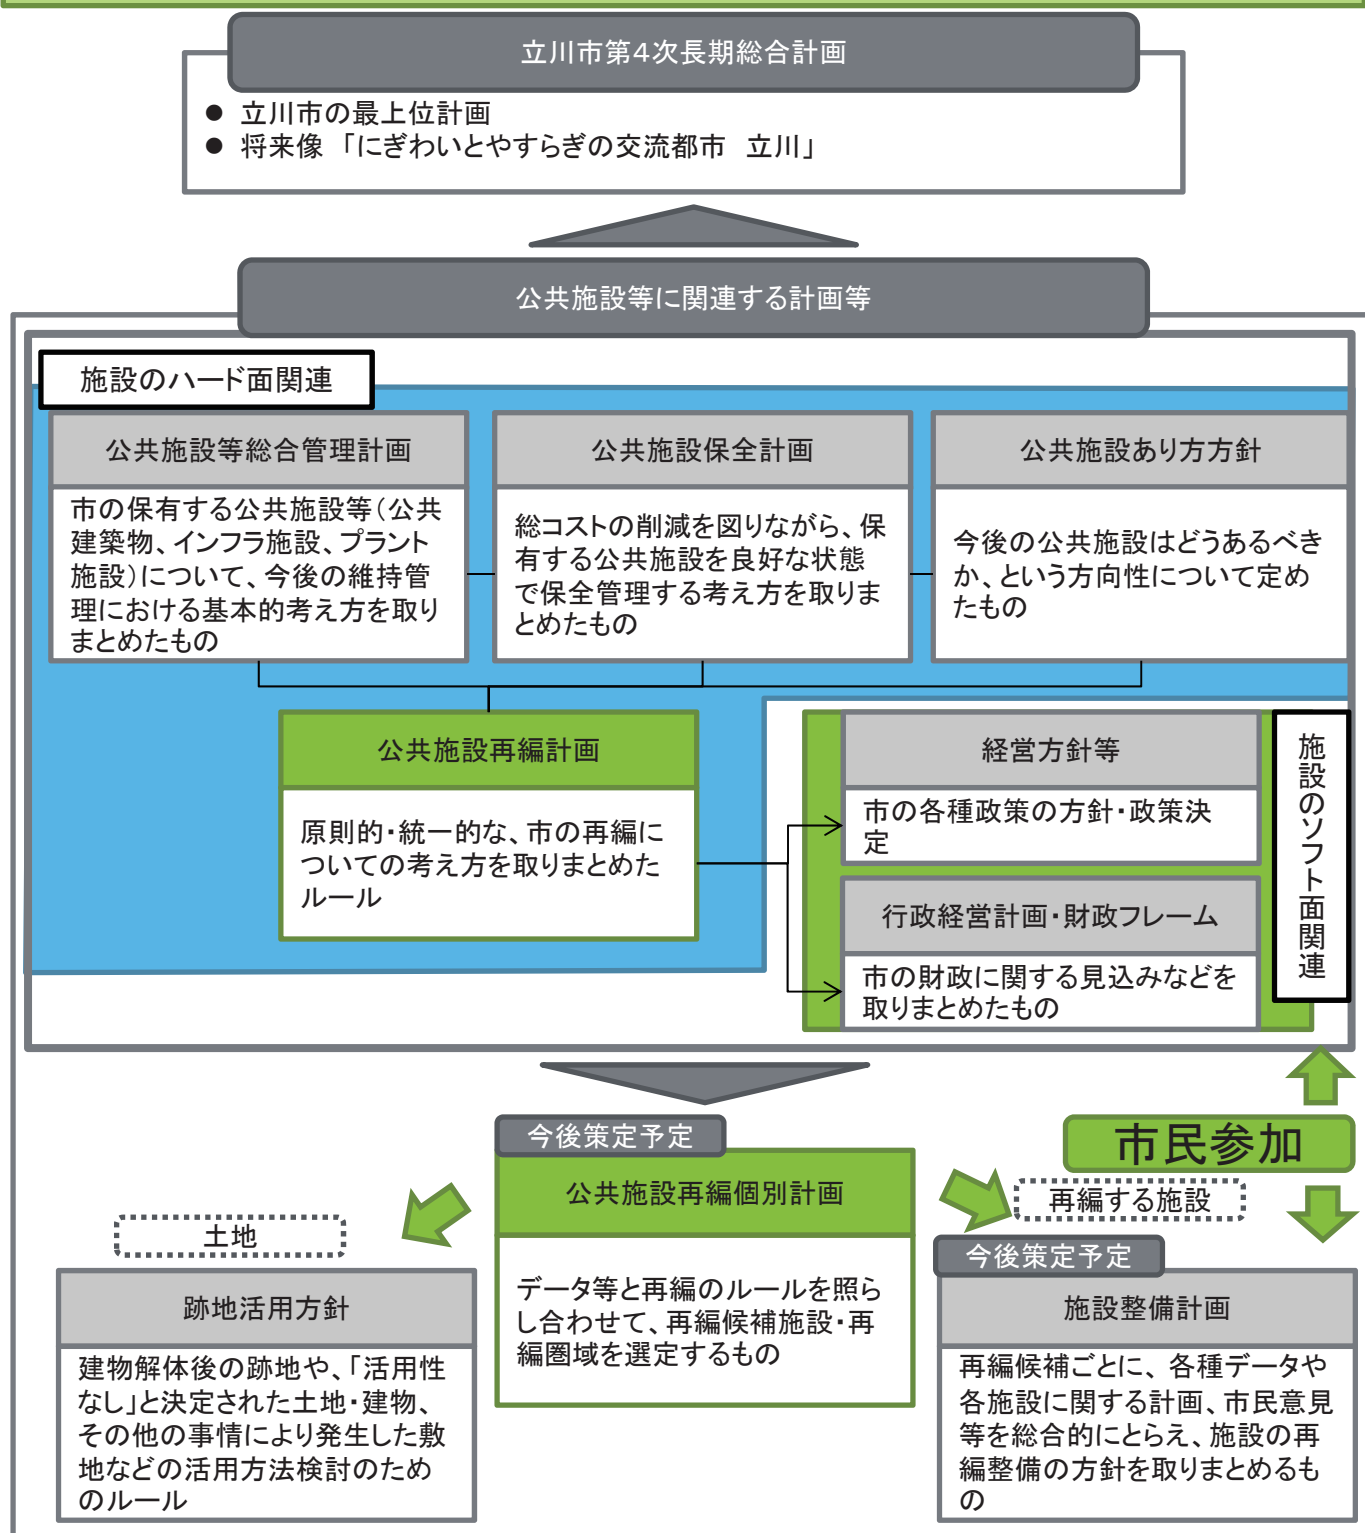 立川市第4次長期総合計画
● 立川市の最上位計画
● 将来像 「にぎわいとやすらぎの交流都市　立川」
公共施設等に関連する計画等
施設のハード面関連
公共施設等総合管理計画
市の保有する公共施設等（公共
建築物、インフラ施設、プラント
施設）について、今後の維持管
理における基本的考え方を取り
まとめたもの
公共施設保全計画
総コストの削減を図りながら、保
有する公共施設を良好な状態
で保全管理する考え方を取りま
とめたもの
公共施設あり方方針
今後の公共施設はどうあるべき
か、という方向性について定め
たもの
公共施設再編計画
原則的・統一的な、市の再編に
ついての考え方を取りまとめた
ルール
経営方針等
市の各種政策の方針・政策決
定
行政経営計画・財政フレーム
市の財政に関する見込みなどを
取りまとめたもの
施設のソフト面関連
市民参加
今後策定予定
公共施設再編個別計画
データ等と再編のルールを照ら
し合わせて、再編候補施設・再
編圏域を選定するもの
土地
跡地活用方針
建物解体後の跡地や、「活用性
なし」と決定された土地・建物、
その他の事情により発生した敷
地などの活用方法検討のため
のルール
再編する施設
今後策定予定
施設整備計画
再編候補ごとに、各種データや
各施設に関する計画、市民意見
等を総合的にとらえ、施設の再
編整備の方針を取りまとめるも
の